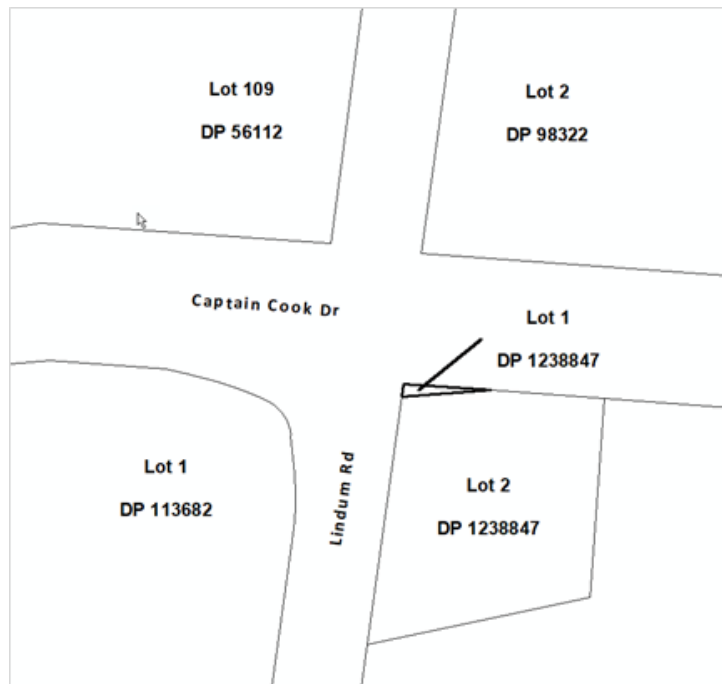 Lot 109
DP 56112
Lot 2
DP 98322
Captain Cook Dr
Lot 1
DP 1238847
Lot 1
DP 113682
Lindum Rd
Lot 2
DP 1238847